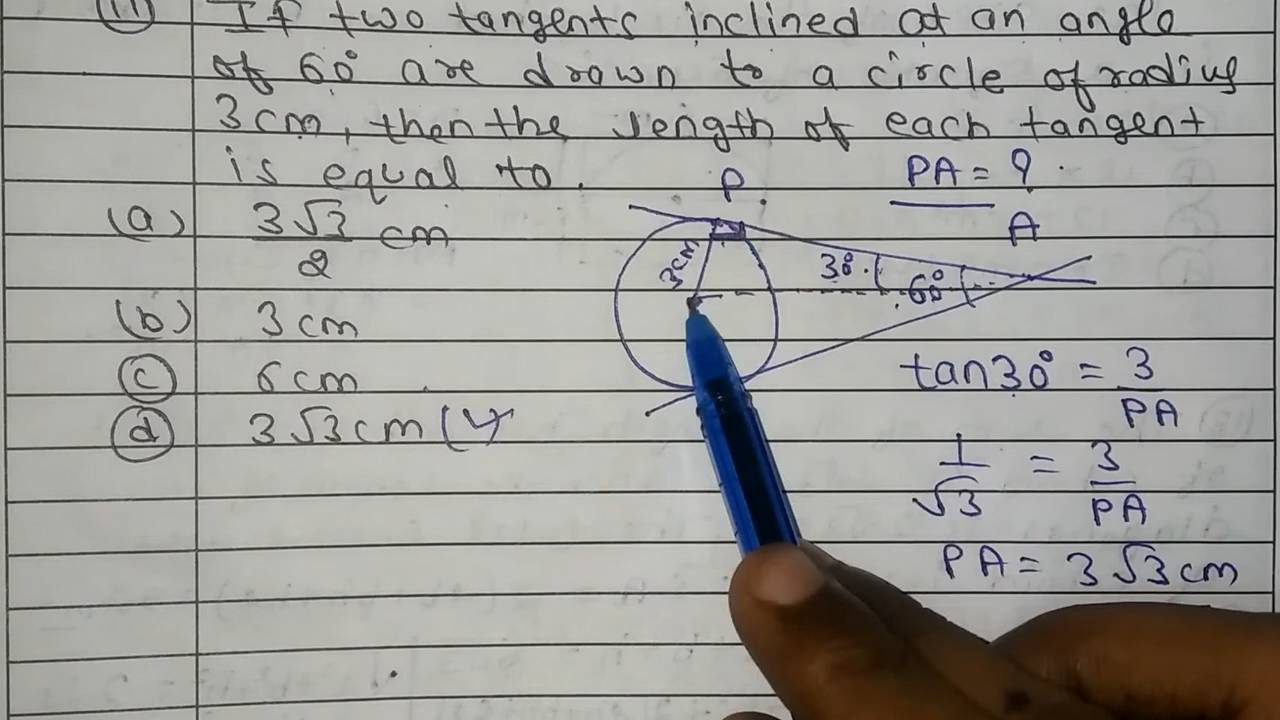 (11) If two tangents inclined at an angle
of 60° are drawn to a circle of radius
3cm, then the length of each tangent
is equal to.
PA = ?
(a) 3√3/2 cm
(b) 3 cm
(c) 6 cm
(d) 3√3 cm (✓)
P
A
3cm
30°
60°
tan30° = 3/PA
1/√3 = 3/PA
PA = 3√3 cm